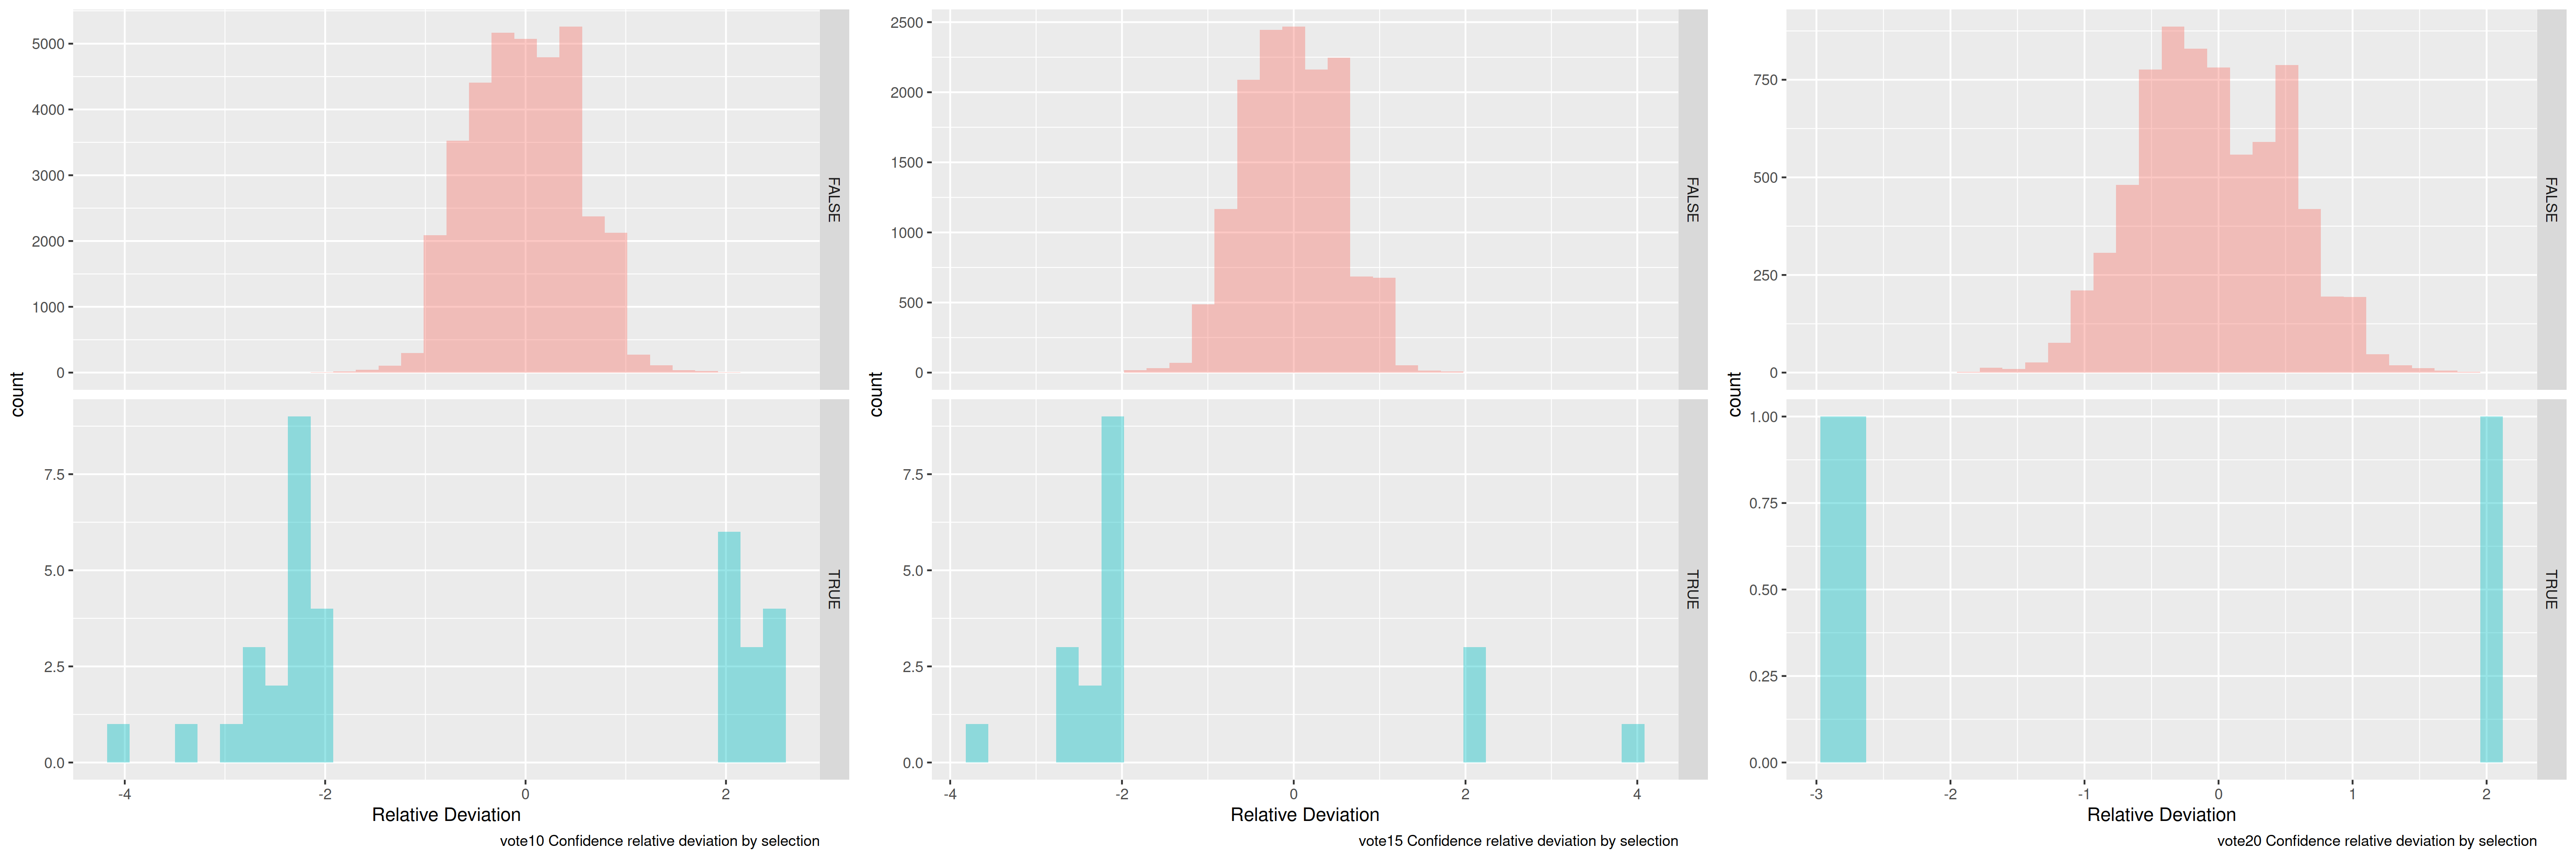 count
5000
4000
3000
2000
1000
0
FALSE
7.5
5.0
2.5
0.0
TRUE
-4
-2
0
2
Relative Deviation
vote10 Confidence relative deviation by selection
count
2500
2000
1500
1000
500
0
FALSE
7.5
5.0
2.5
0.0
TRUE
-4
-2
0
2
4
Relative Deviation
vote15 Confidence relative deviation by selection
count
750
500
250
0
FALSE
1.00
0.75
0.50
0.25
0.00
TRUE
-3
-2
-1
0
1
2
Relative Deviation
vote20 Confidence relative deviation by selection